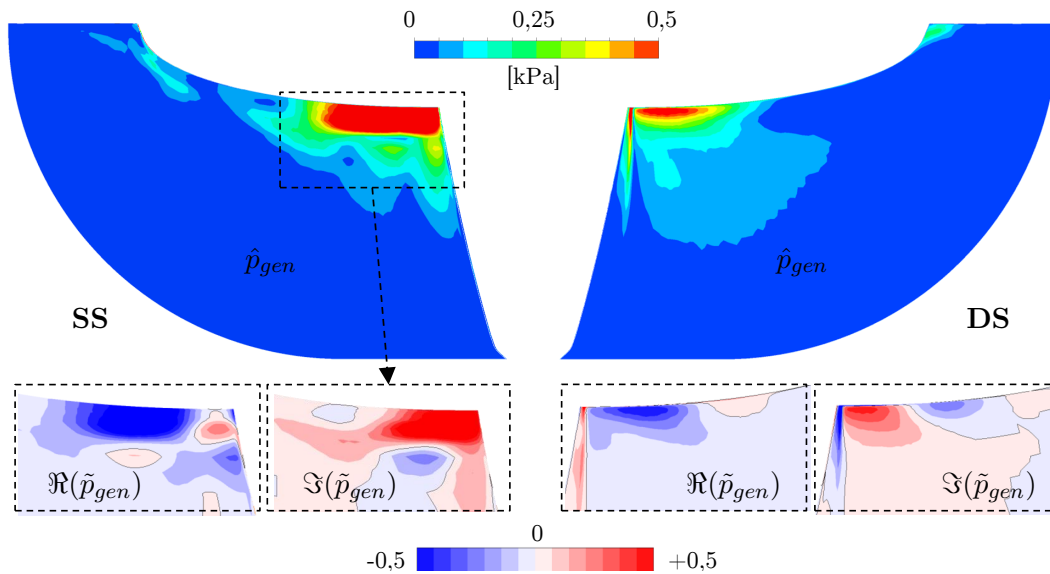 0 0,25 0,5
[kPa]
p̂gen p̂gen
SS DS
ℜ(p̃gen) ℑ(p̃gen) ℜ(p̃gen) ℑ(p̃gen)
0
-0,5 +0,5